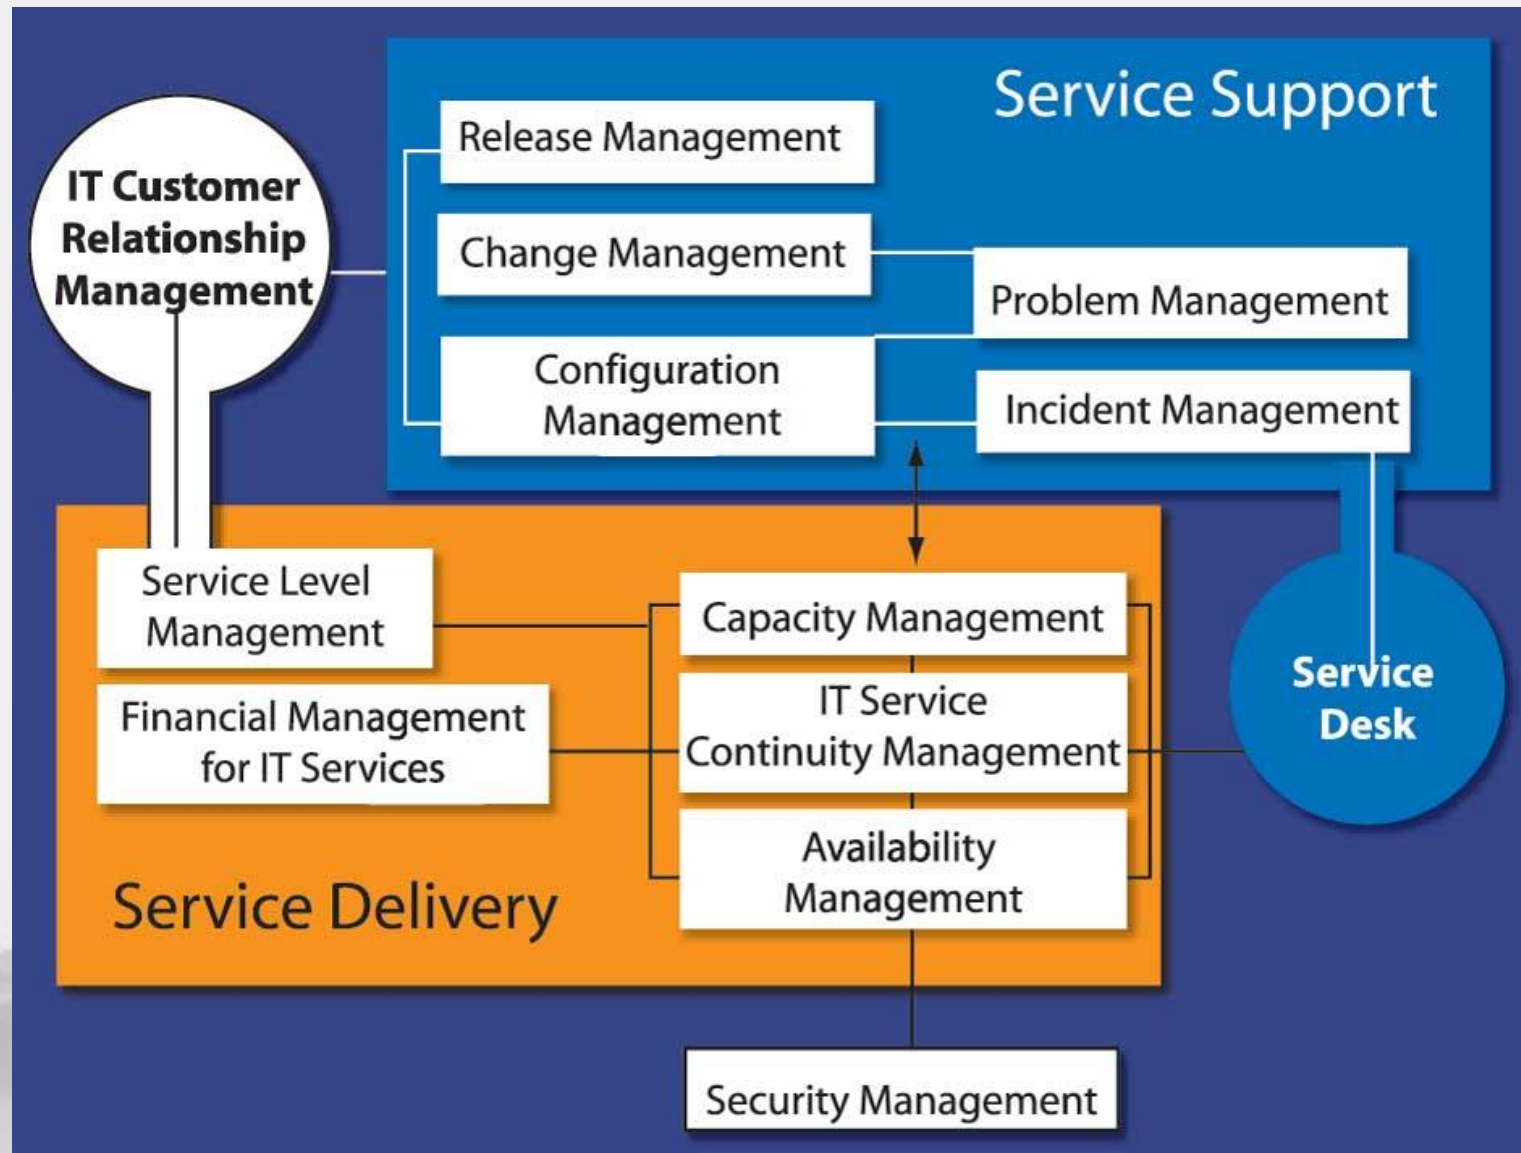 Service Support
Release Management
IT Customer
Relationship
Management
Change Management
Problem Management
Configuration
Management
Incident Management
Service Level
Management
Capacity Management
Financial Management
for IT Services
IT Service
Continuity Management
Service
Desk
Availability
Management
Service Delivery
Security Management